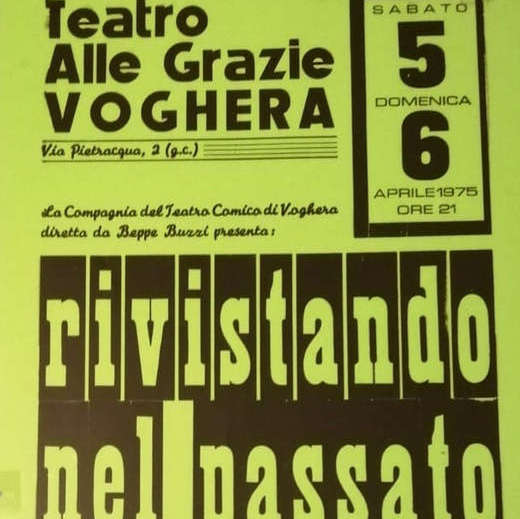 Teatro
Alle Grazie
VOGHERA
Via Pietracqua, 2 (g.c.)
SABATO
5
DOMENICA
6
APRILE 1975
ORE 21
La Compagnia del Teatro Comico di Voghera
diretta da Beppe Buzzi presenta:
rivistando
nel passato